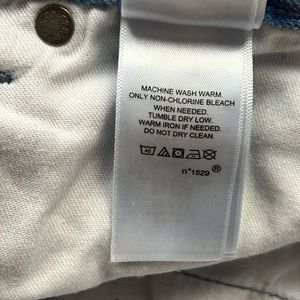 MACHINE WASH WARM.
ONLY NON-CHLORINE BLEACH
WHEN NEEDED.
TUMBLE DRY LOW.
WARM IRON IF NEEDED.
DO NOT DRY CLEAN.
40
n°1529 ®